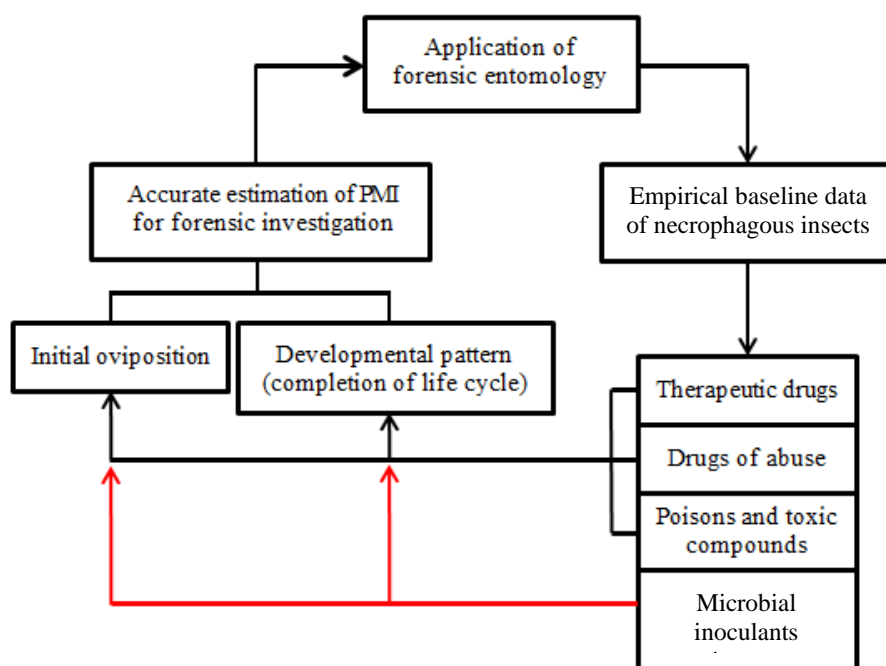 Application of
forensic entomology
Accurate estimation of PMI
for forensic investigation
Empirical baseline data
of necrophagous insects
Initial oviposition
Developmental pattern
(completion of life cycle)
Therapeutic drugs
Drugs of abuse
Poisons and toxic
compounds
Microbial
inoculants